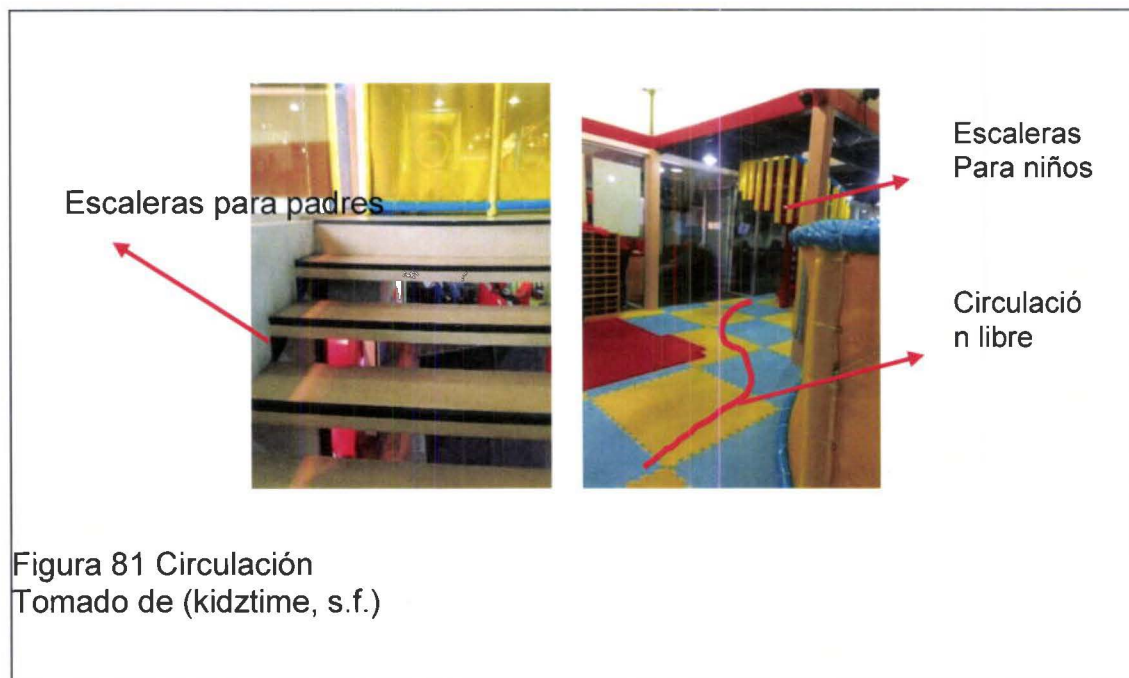 Escaleras para padres
Escaleras
Para niños
Circulació
n libre
Figura 81 Circulación
Tomado de (kidztime, s.f.)